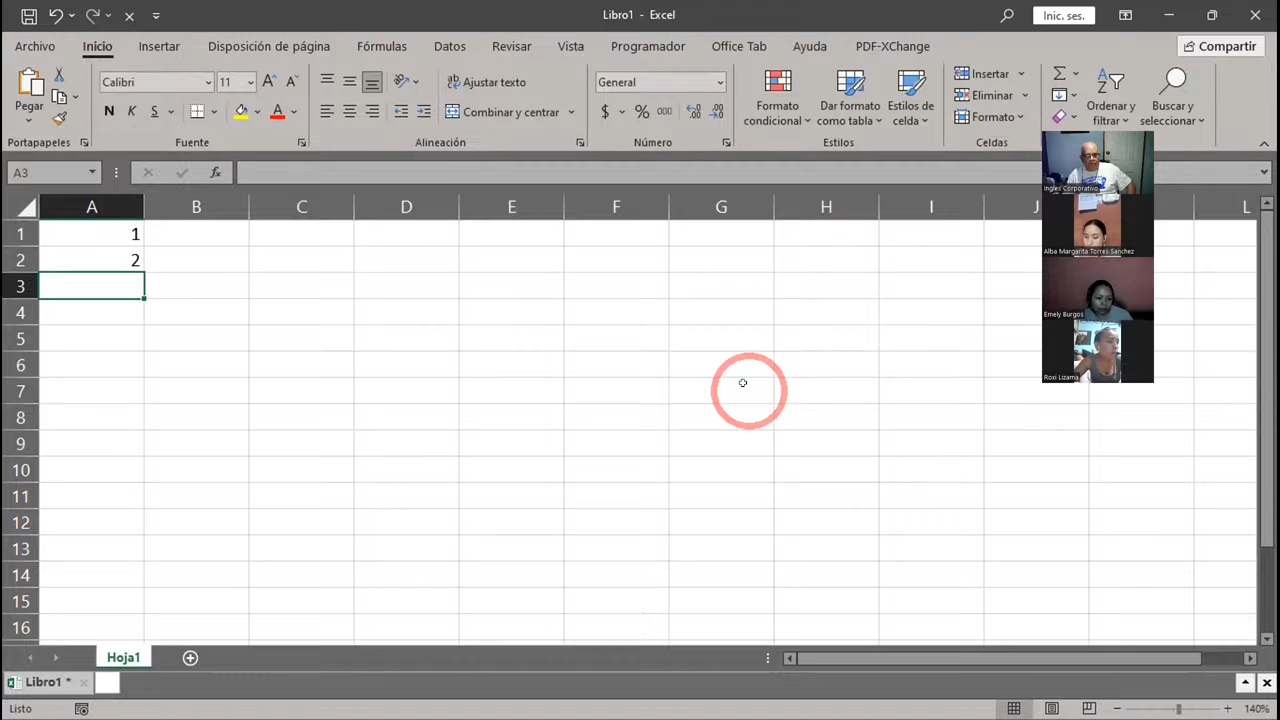 Libro1 - Excel
Inic. ses.
Archivo Inicio Insertar Disposición de página Fórmulas Datos Revisar Vista Programador Office Tab Ayuda PDF-XChange Compartir
Pegar
Calibri 11 A A
N K S A
Ajustar texto
Combinar y centrar
General
$ % 000
Formato condicional
Dar formato como tabla
Estilos de celda
Insertar
Eliminar
Formato
Ordenar y filtrar
Buscar y seleccionar
Portapapeles Fuente Alineación Número Estilos Celdas
A3 fx
A B C D E F G H I J L
1 1
2 2
3
4
5
6
7
8
9
10
11
12
13
14
15
16
Ingles Corporativo
Alba Margarita Torres Sanchez
Emely Burgos
Roxi Lizama
Hoja1
Libro1 *
Listo 140%